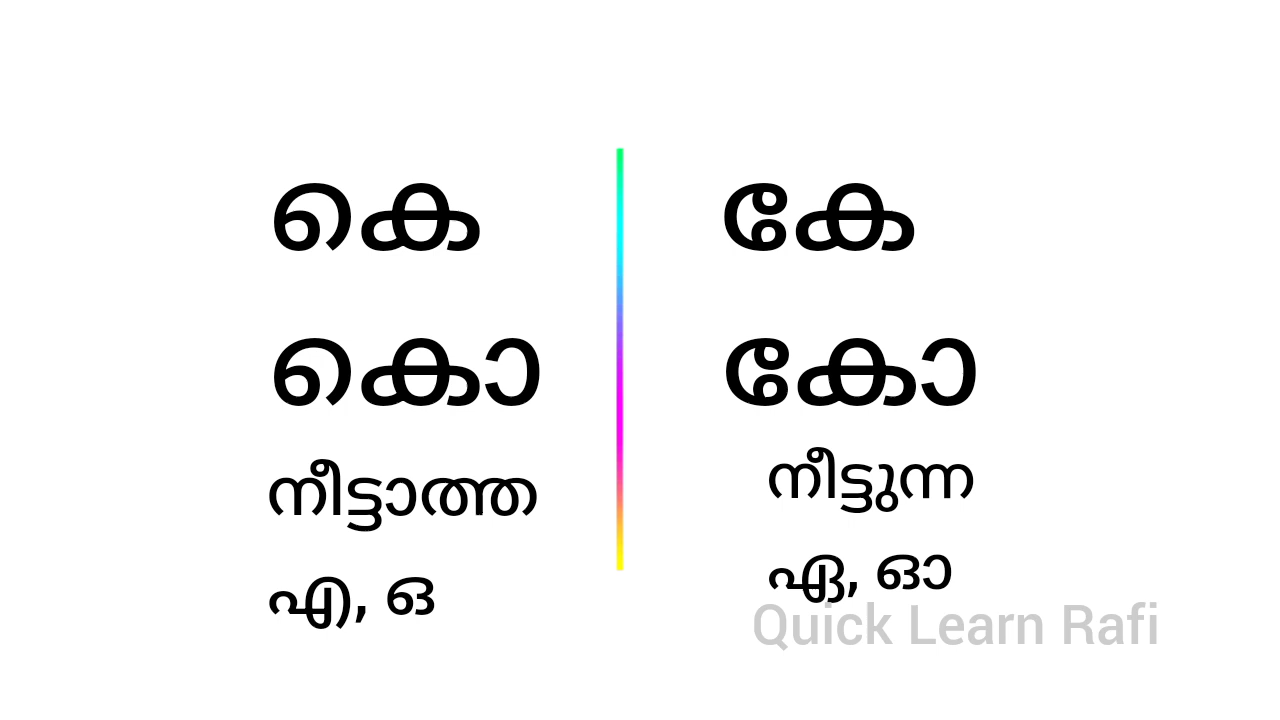 കെ
കൊ
നീട്ടാത്ത
എ, ഒ
കേ
കോ
നീട്ടുന്ന
ഏ, ഓ
Quick Learn Rafi